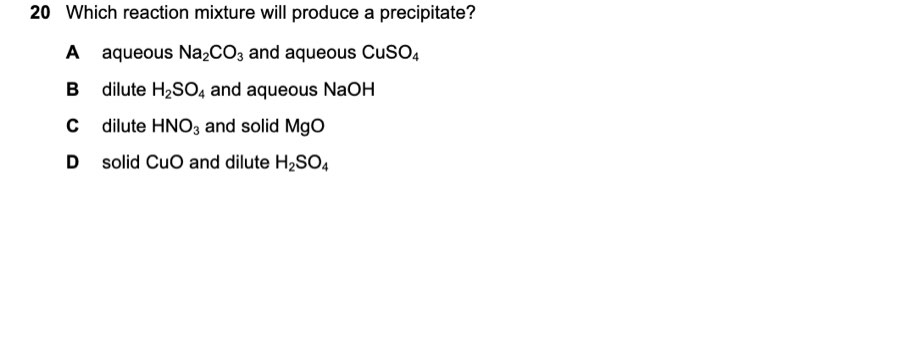 20 Which reaction mixture will produce a precipitate?
A aqueous Na₂CO₃ and aqueous CuSO₄
B dilute H₂SO₄ and aqueous NaOH
C dilute HNO₃ and solid MgO
D solid CuO and dilute H₂SO₄